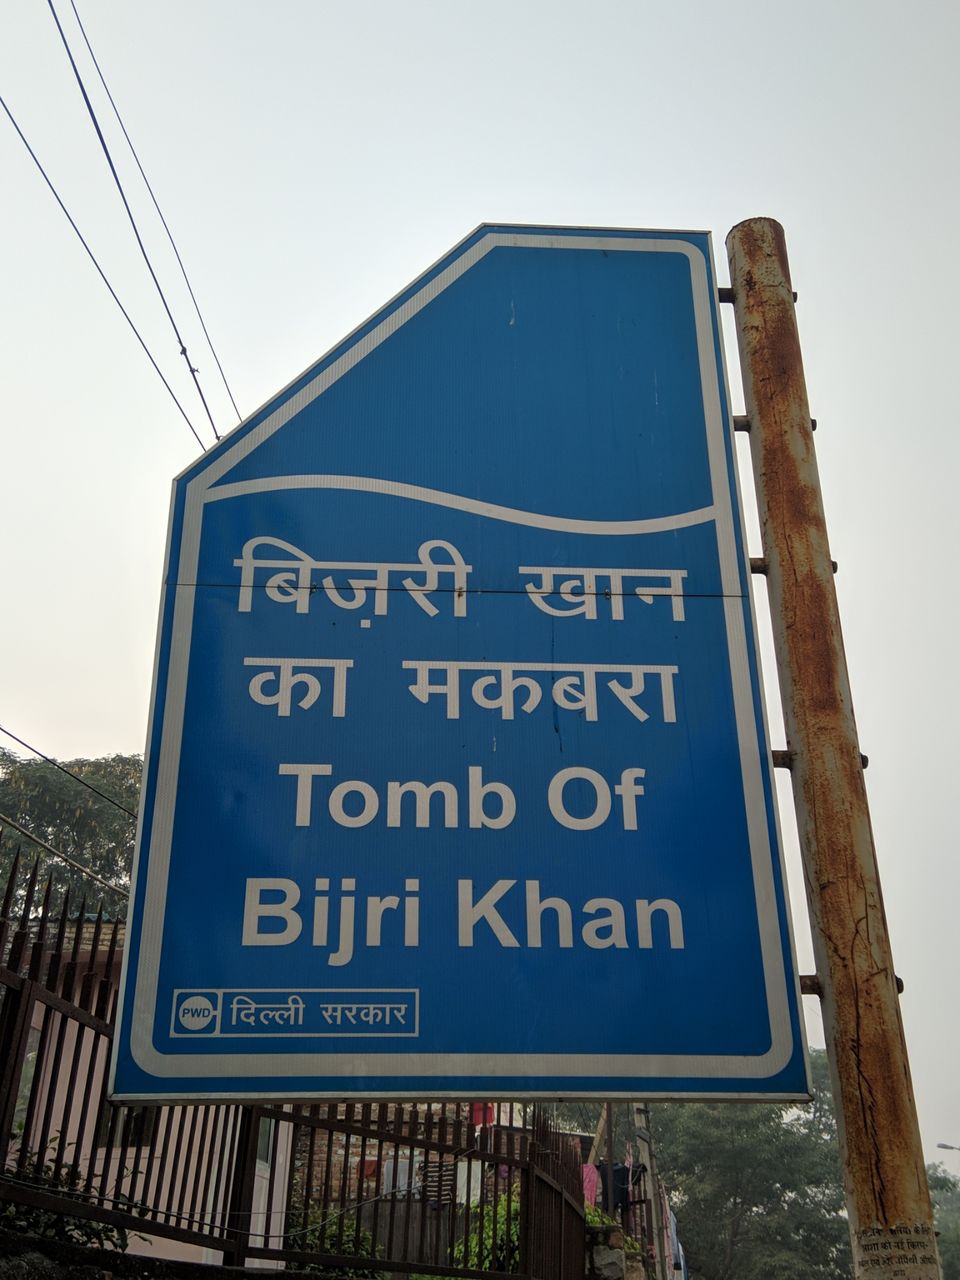 बिज़री खान
का मकबरा
Tomb Of
Bijri Khan
PWD दिल्ली सरकार